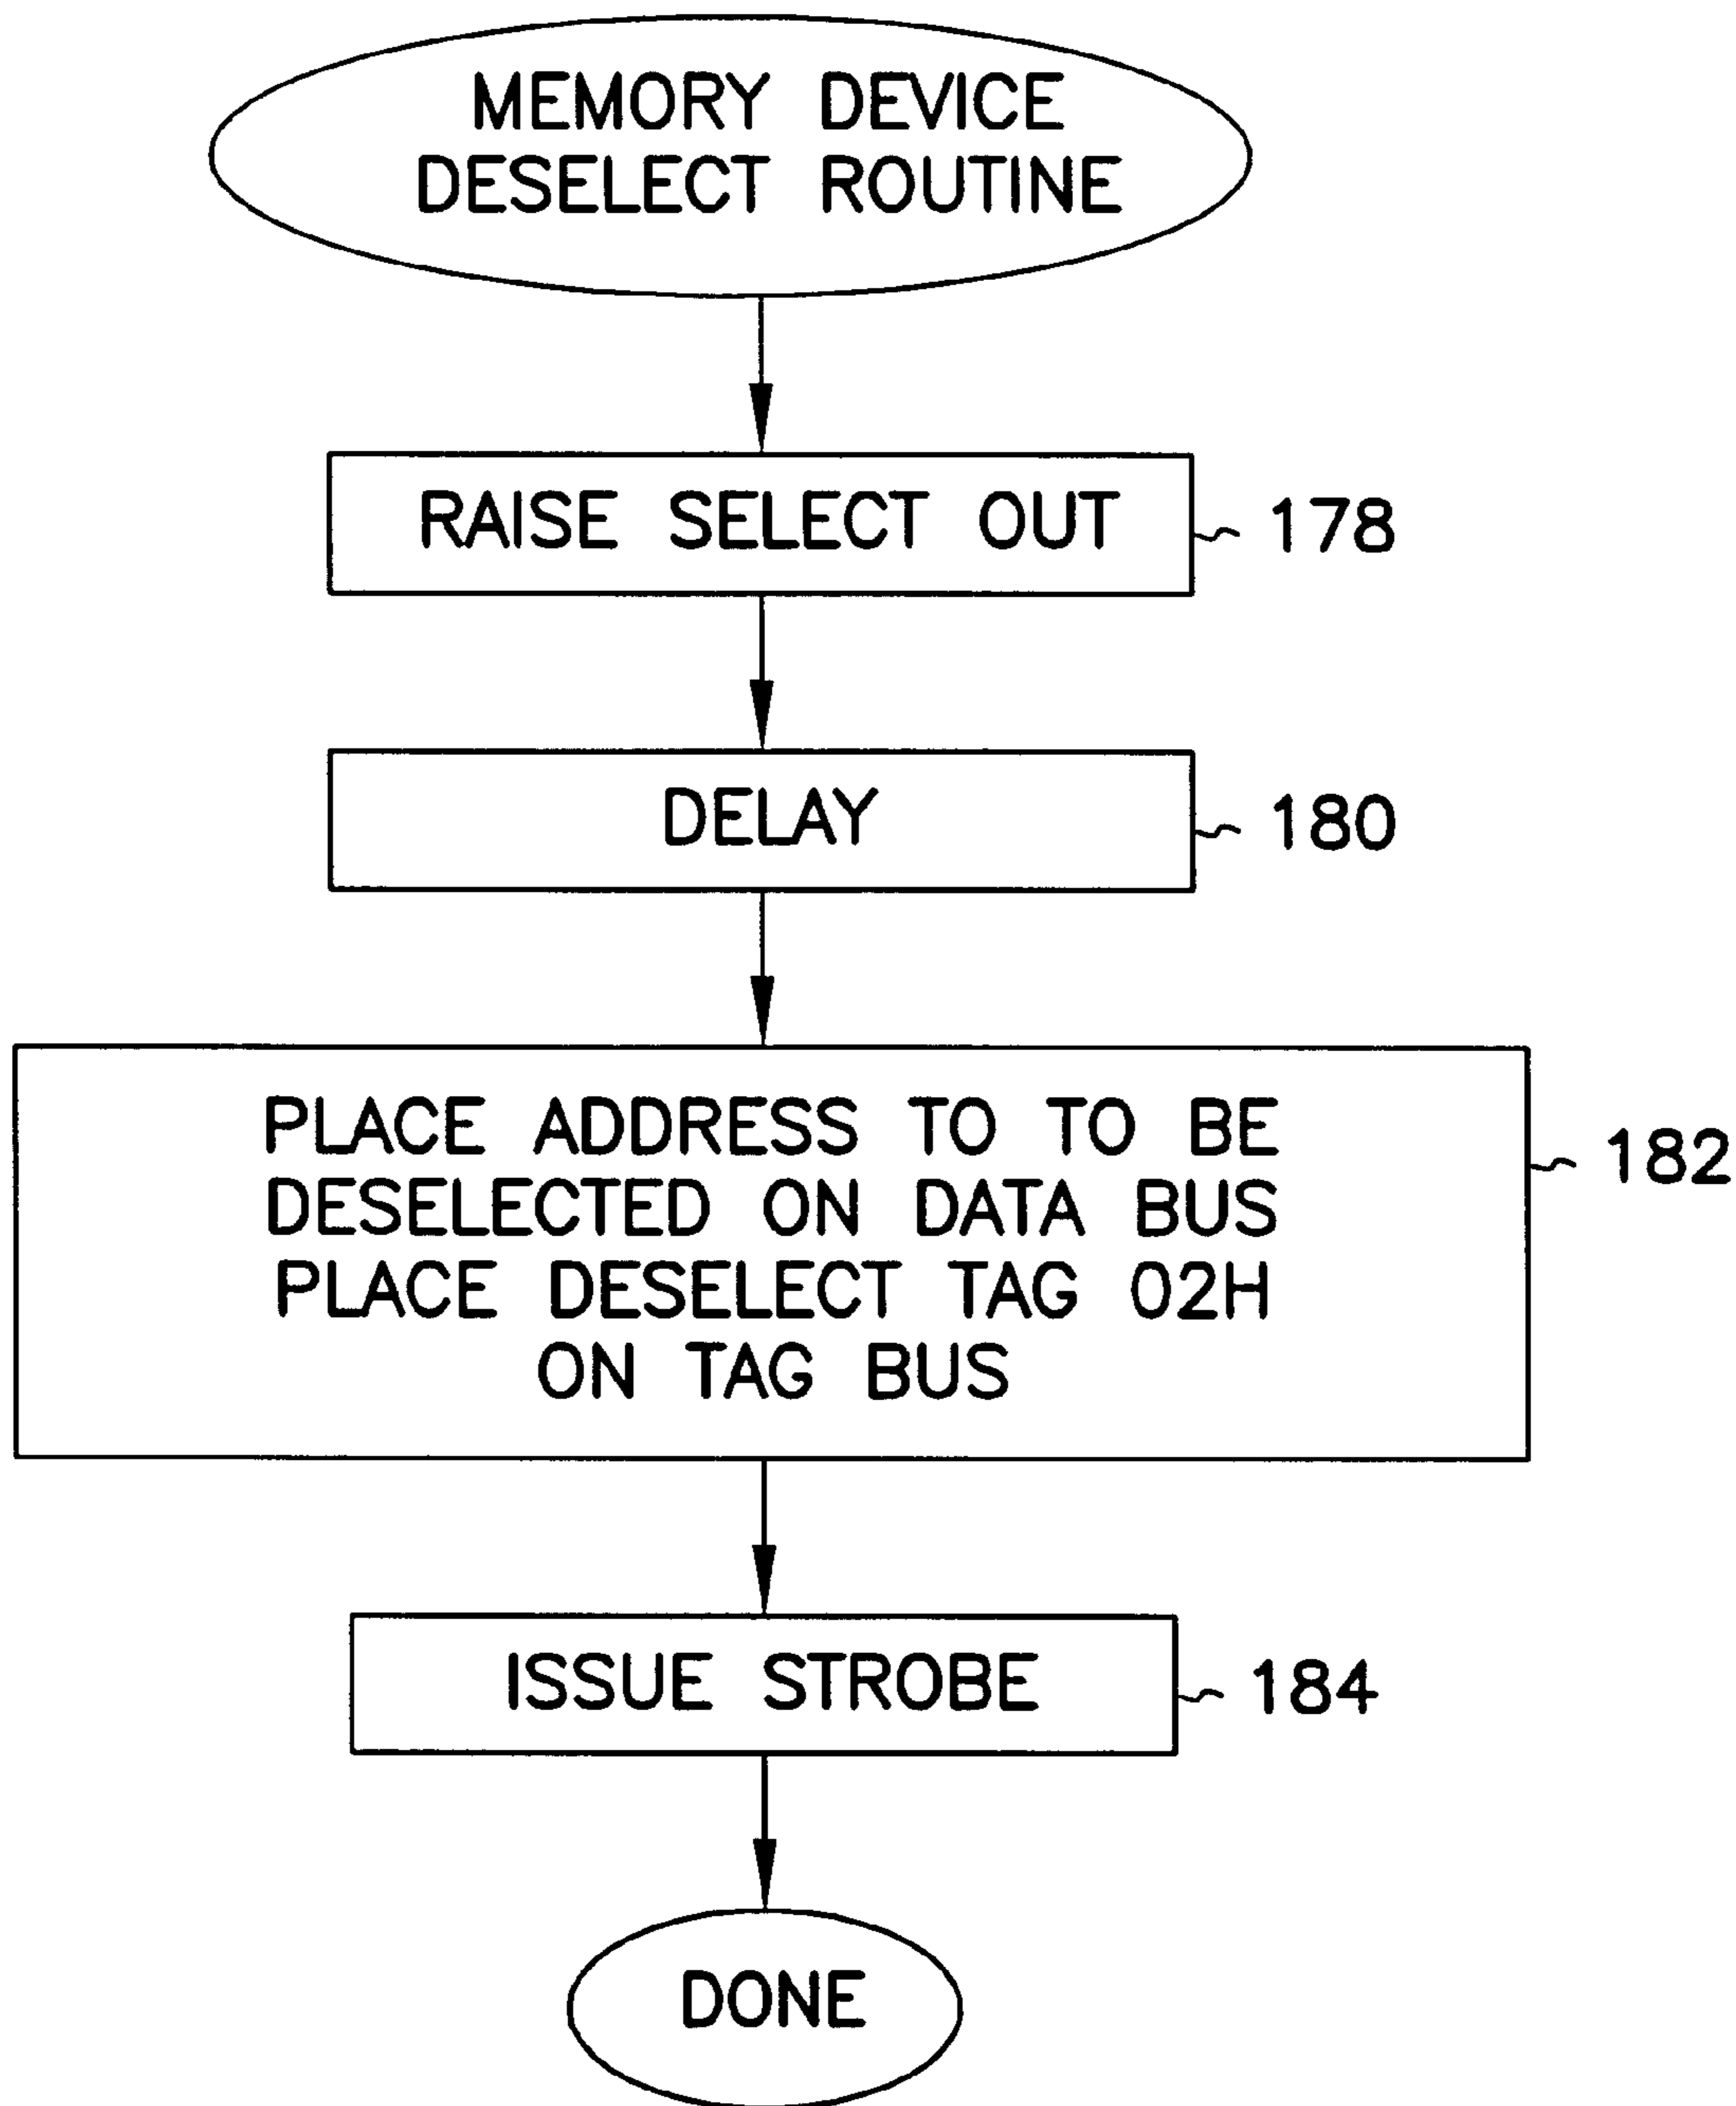 MEMORY DEVICE
DESELECT ROUTINE
RAISE SELECT OUT
178
DELAY
180
PLACE ADDRESS TO TO BE
DESELECTED ON DATA BUS
PLACE DESELECT TAG 02H
ON TAG BUS
182
ISSUE STROBE
184
DONE